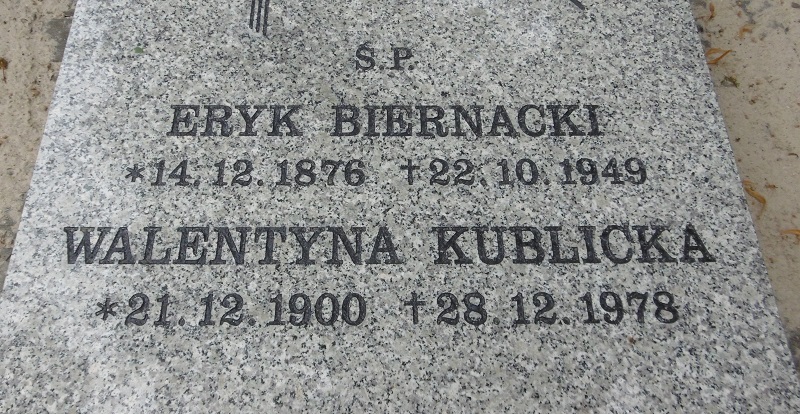 Ś.P.
ERYK BIERNACKI
*14.12.1876 †22.10.1949
WALENTYNA KUBLICKA
*21.12.1900 †28.12.1978